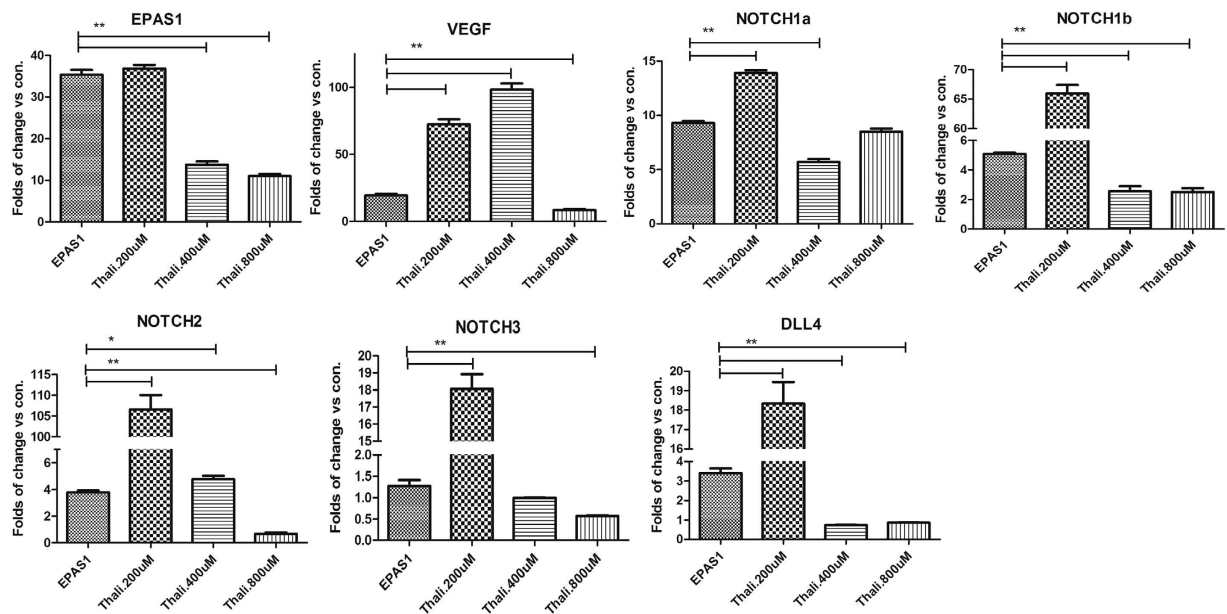 EPAS1
**
Folds of change vs con.
40
30
20
10
0
EPAS1
Thali.200uM
Thali.400uM
Thali.800uM
VEGF
**
Folds of change vs con.
100
50
0
EPAS1
Thali.200uM
Thali.400uM
Thali.800uM
NOTCH1a
**
Folds of change vs con.
15
10
5
0
EPAS1
Thali.200uM
Thali.400uM
Thali.800uM
NOTCH1b
**
Folds of change vs con.
70
65
60
6
4
2
0
EPAS1
Thali.200uM
Thali.400uM
Thali.800uM
NOTCH2
*
**
Folds of change vs con.
115
110
105
100
6
4
2
0
EPAS1
Thali.200uM
Thali.400uM
Thali.800uM
NOTCH3
**
Folds of change vs con.
20
19
18
17
16
15
2.0
1.5
1.0
0.5
0.0
EPAS1
Thali.200uM
Thali.400uM
Thali.800uM
DLL4
**
Folds of change vs con.
20
19
18
17
16
4
3
2
1
0
EPAS1
Thali.200uM
Thali.400uM
Thali.800uM